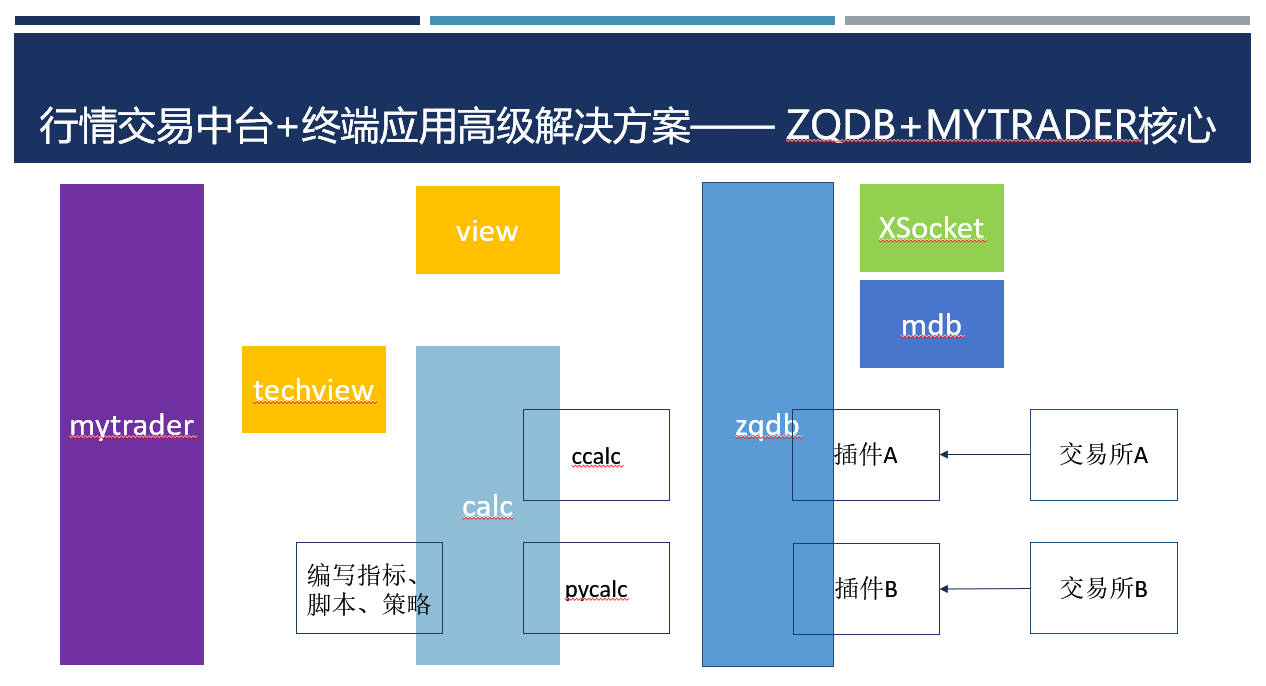 行情交易中台+终端应用高级解决方案—— ZQDB+MYTRADER核心
view
XSocket
mdb
techview
mytrader
zqdb
ccalc
插件A
交易所A
calc
编写指标、
脚本、策略
pycalc
插件B
交易所B